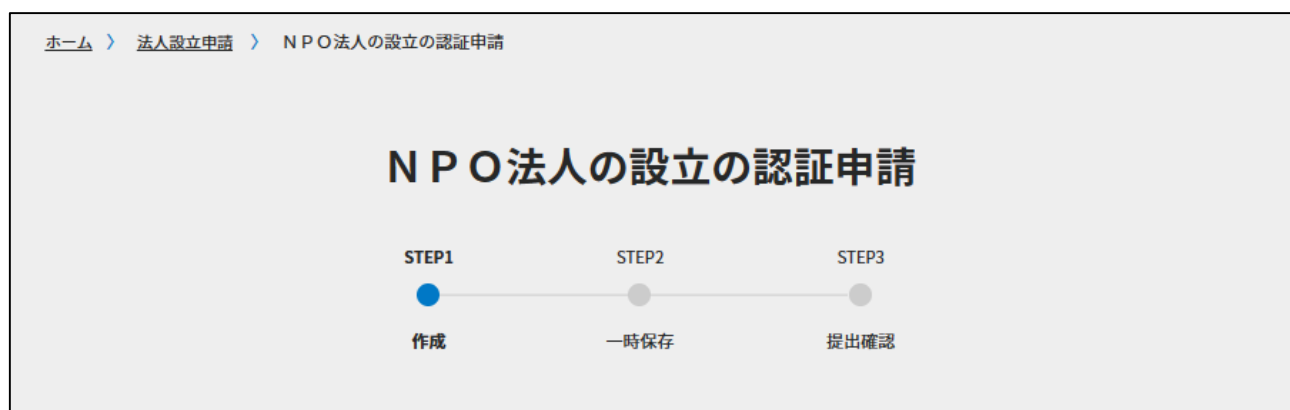 ホーム 〉 法人設立申請 〉 ＮＰＯ法人の設立の認証申請
ＮＰＯ法人の設立の認証申請
STEP1 STEP2 STEP3
作成 一時保存 提出確認